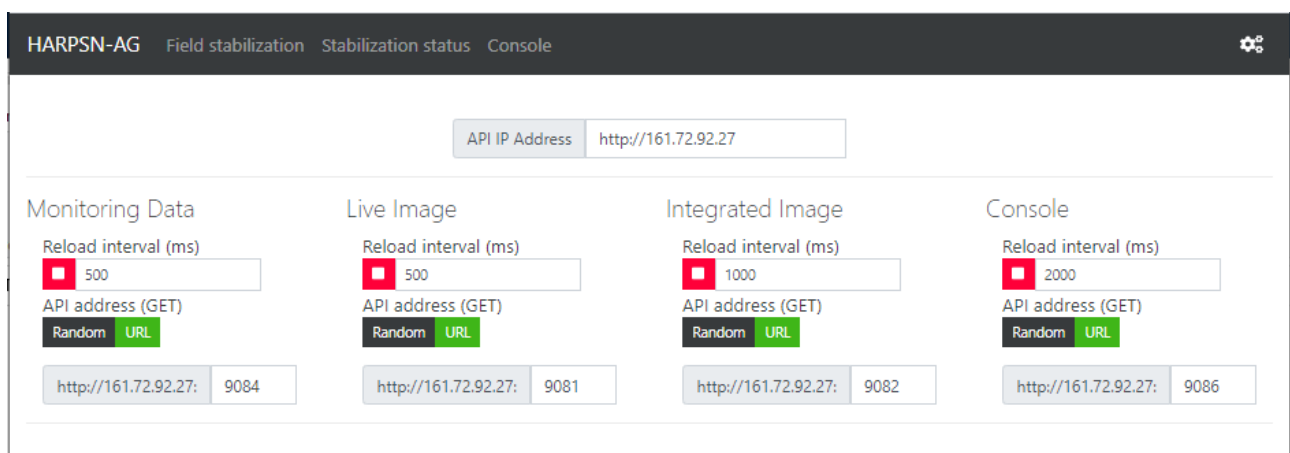 HARPSN-AG Field stabilization Stabilization status Console
API IP Address http://161.72.92.27
Monitoring Data Live Image Integrated Image Console
Reload interval (ms) Reload interval (ms) Reload interval (ms) Reload interval (ms)
500 500 1000 2000
API address (GET) API address (GET) API address (GET) API address (GET)
Random URL Random URL Random URL Random URL
http://161.72.92.27: 9084 http://161.72.92.27: 9081 http://161.72.92.27: 9082 http://161.72.92.27: 9086